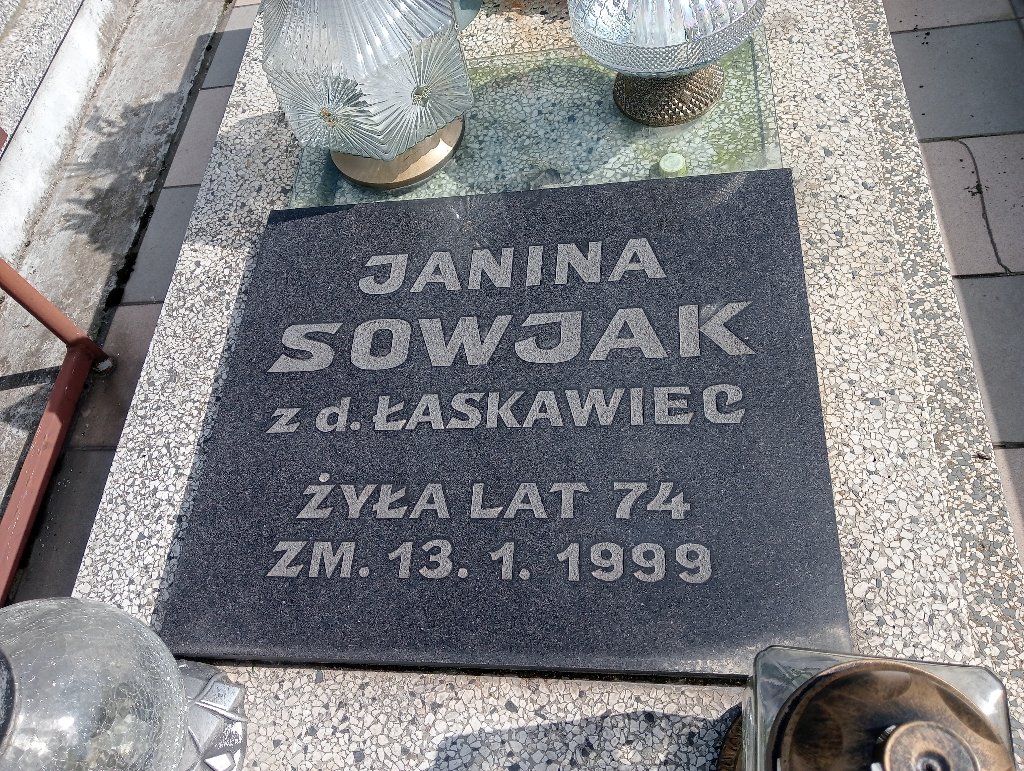 JANINA
SOWJAK
z d. ŁASKAWIEC
ŻYŁA LAT 74
ZM. 13. 1. 1999